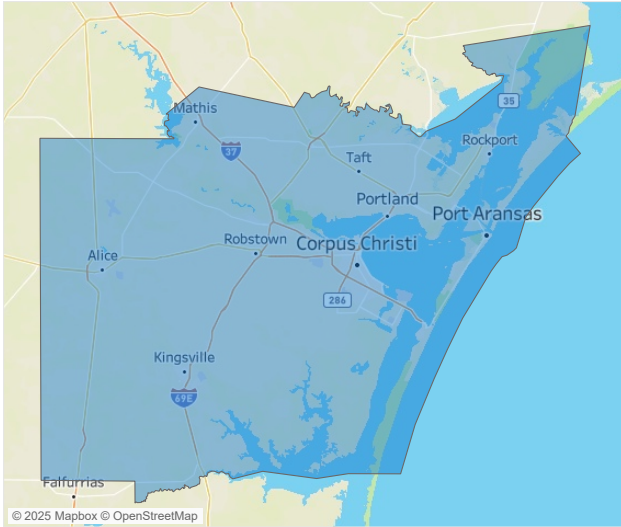 Mathis
35
37
Rockport
Taft
Portland
Port Aransas
Robstown
Corpus Christi
Alice
286
Kingsville
69E
Falfurrias
© 2025 Mapbox © OpenStreetMap